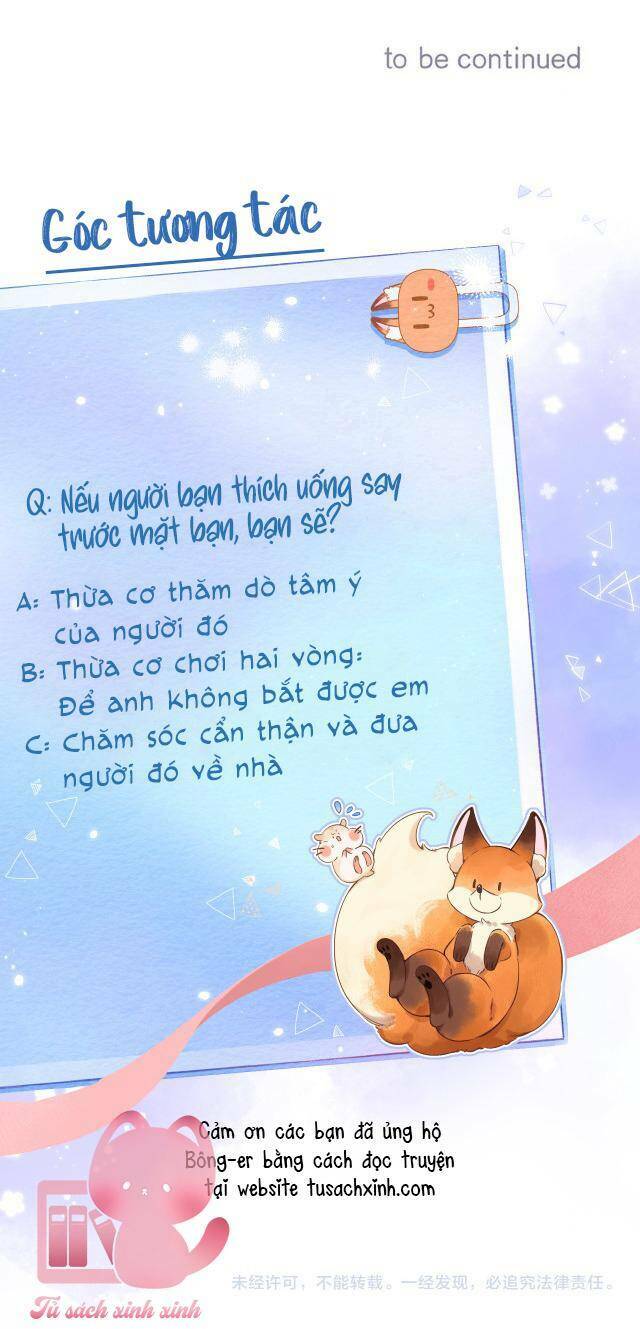 to be continued
Góc tương tác
Q: Nếu người bạn thích uống say
trước mặt bạn, bạn sẽ?
A: Thừa cơ thăm dò tâm ý
của người đó
B: Thừa cơ chơi hai vòng:
Để anh không bắt được em
C: Chăm sóc cẩn thận và đưa
người đó về nhà
Cảm ơn các bạn đã ủng hộ
Bông-er bằng cách đọc truyện
tại website tusachxinh.com
Tủ sách xinh xinh
未经许可，不能转载。一经发现，必追究法律责任。